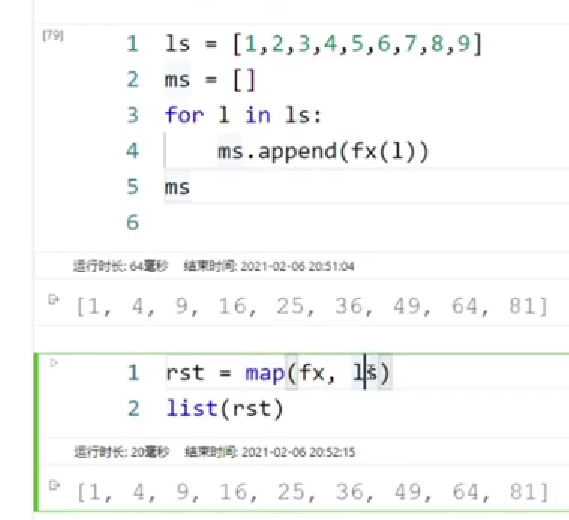 [79]
1 ls = [1,2,3,4,5,6,7,8,9]
2 ms = []
3 for l in ls:
4 ms.append(fx(l))
5 ms
6
运行时长: 64毫秒 结束时间: 2021-02-06 20:51:04
[1, 4, 9, 16, 25, 36, 49, 64, 81]
1 rst = map(fx, ls)
2 list(rst)
运行时长: 20毫秒 结束时间: 2021-02-06 20:52:15
[1, 4, 9, 16, 25, 36, 49, 64, 81]